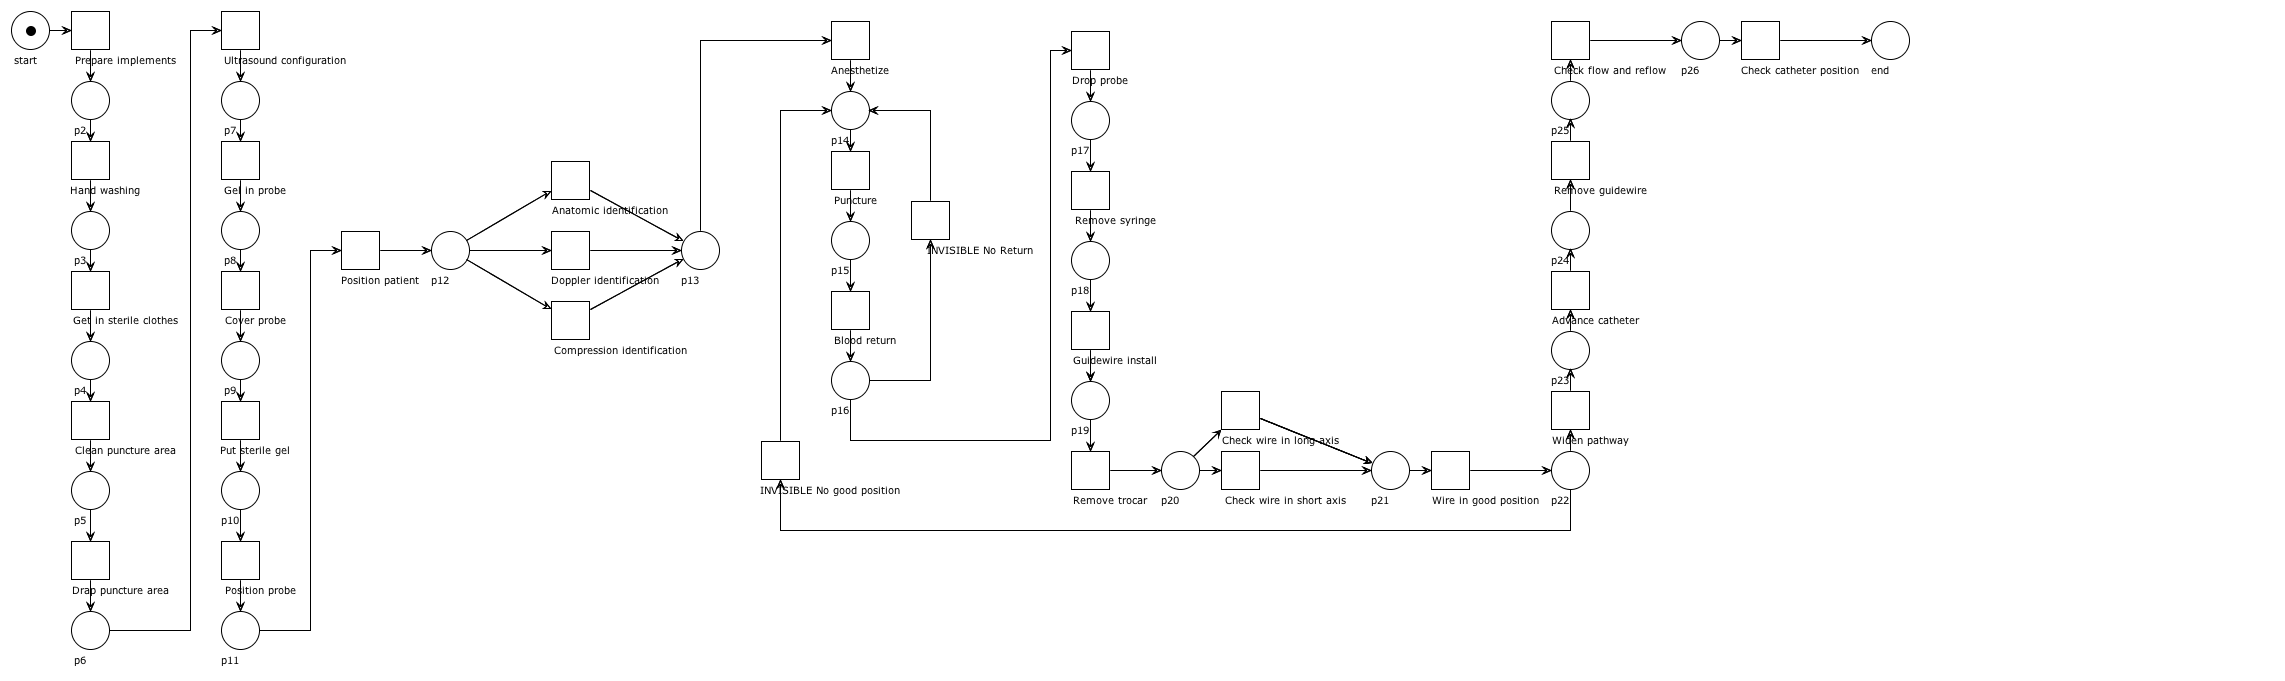 start
Prepare implements
p2
Hand washing
p3
Get in sterile clothes
p4
Clean puncture area
p5
Drap puncture area
p6
Ultrasound configuration
p7
Gel in probe
p8
Cover probe
p9
Put sterile gel
p10
Position probe
p11
Position patient
p12
Anatomic identification
Doppler identification
Compression identification
p13
Anesthetize
p14
Puncture
p15
Blood return
p16
INVISIBLE No Return
INVISIBLE No good position
Drop probe
p17
Remove syringe
p18
Guidewire install
p19
Remove trocar
p20
Check wire in long axis
Check wire in short axis
p21
Wire in good position
p22
Widen pathway
p23
Advance catheter
p24
Remove guidewire
p25
Check flow and reflow
p26
Check catheter position
end